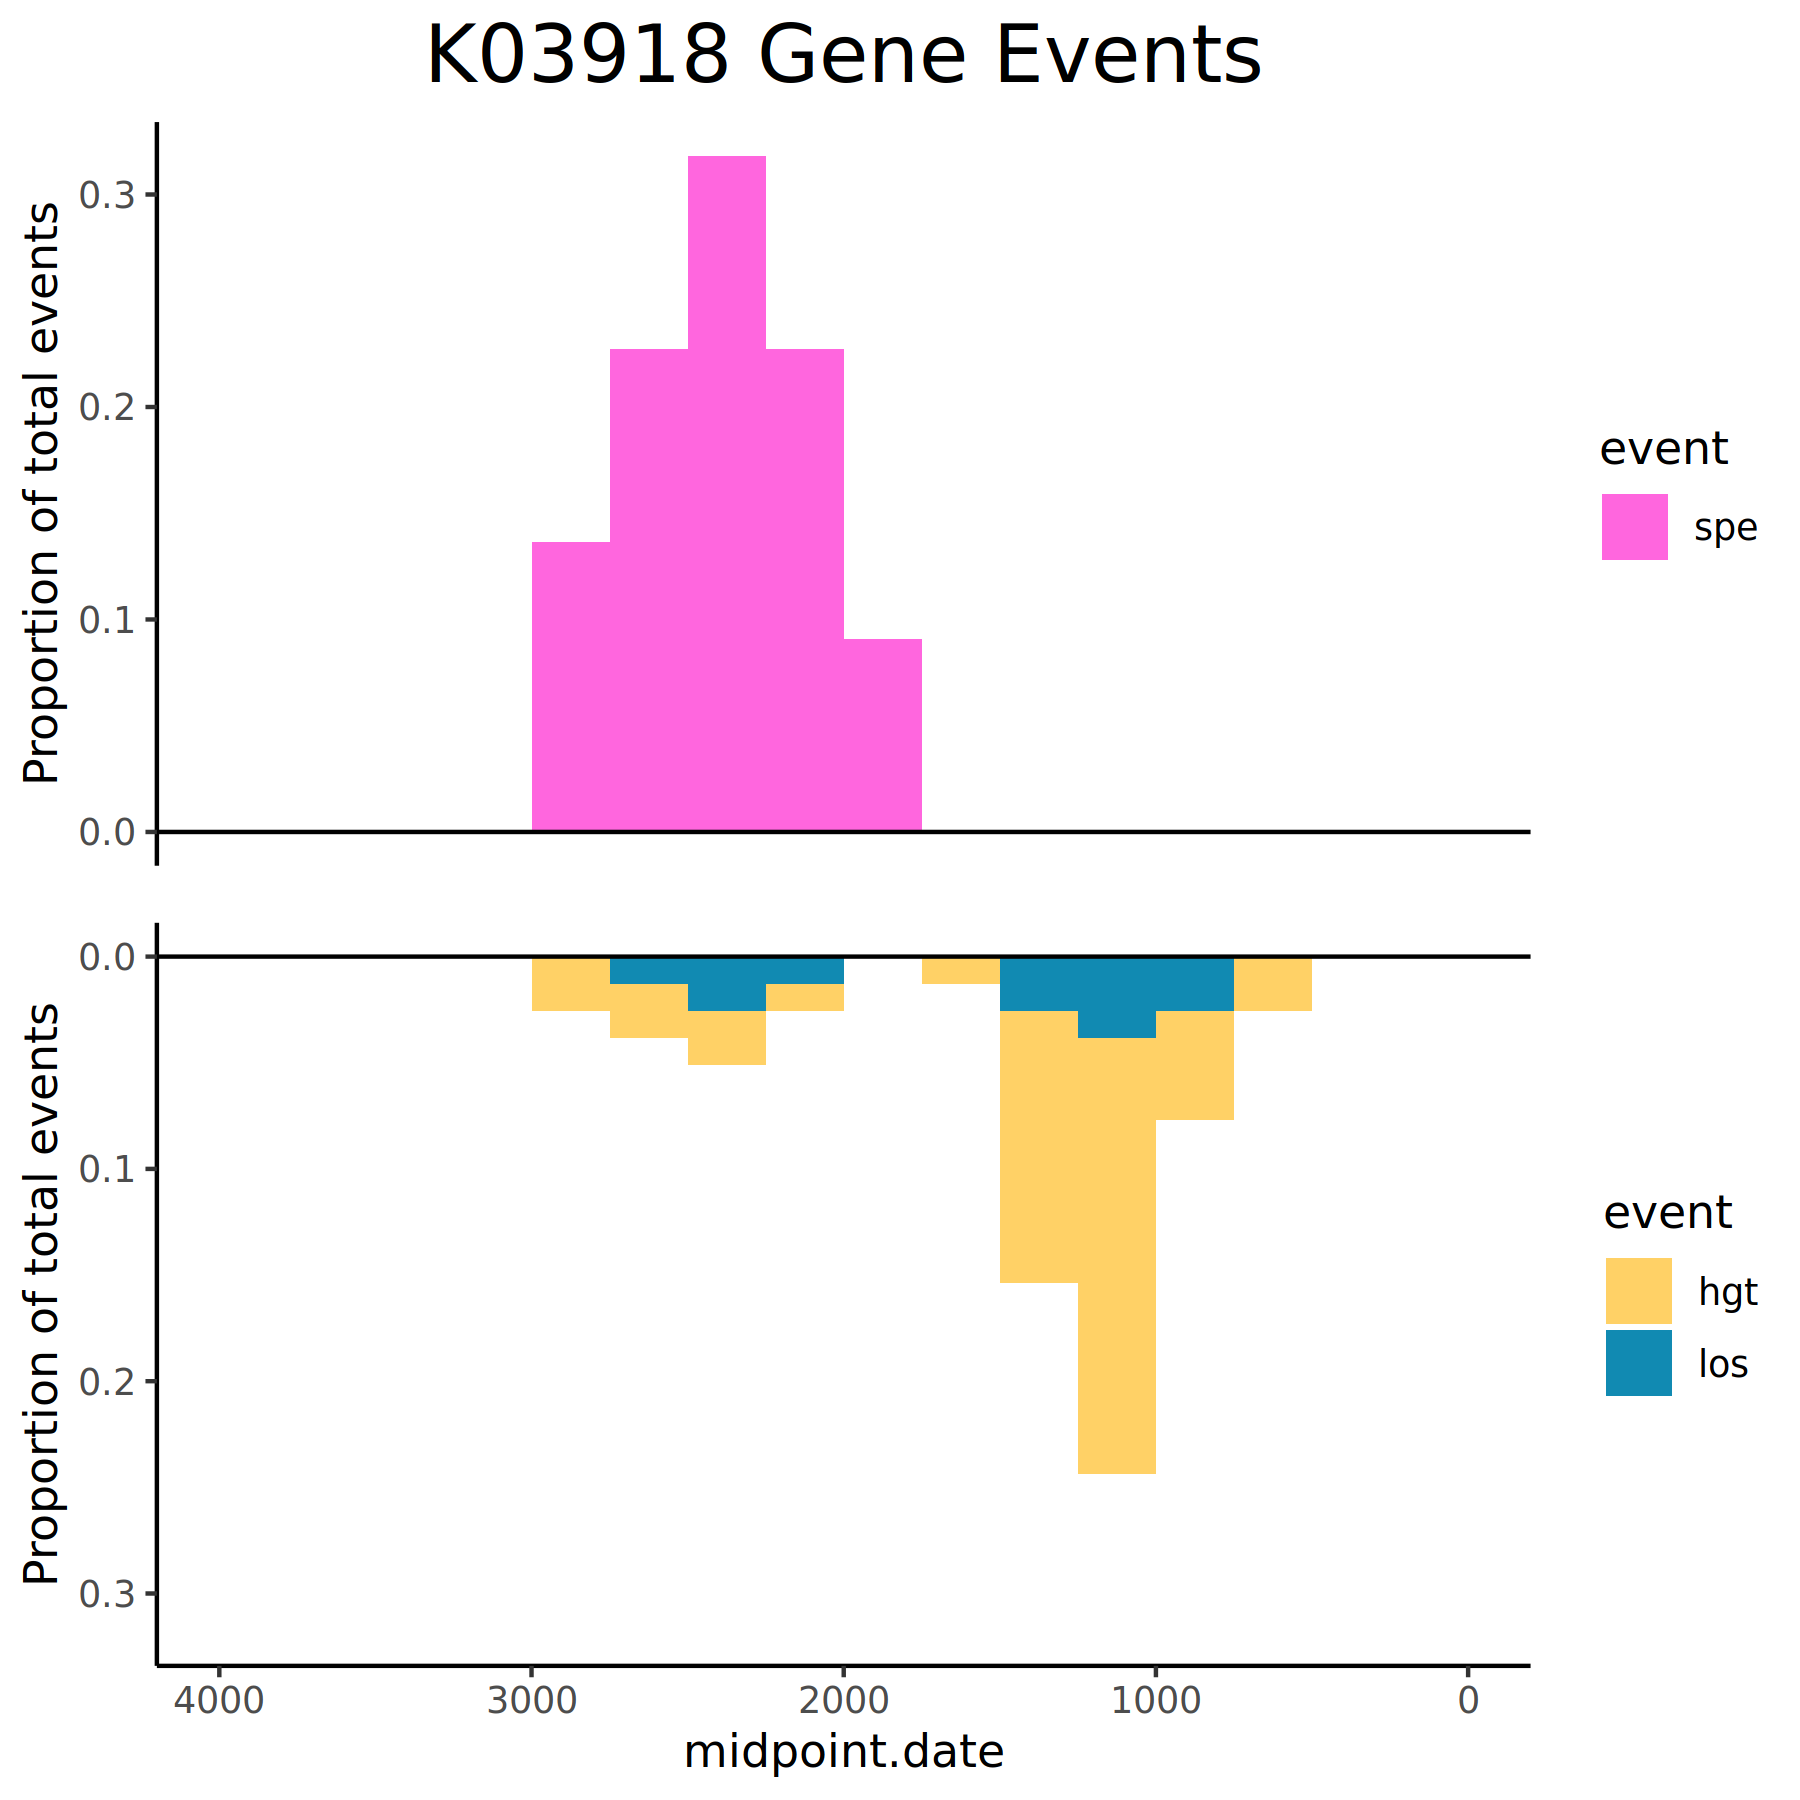 K03918 Gene Events
Proportion of total events
0.3
0.2
0.1
0.0
event
spe
Proportion of total events
0.0
0.1
0.2
0.3
event
hgt
los
4000 3000 2000 1000 0
midpoint.date